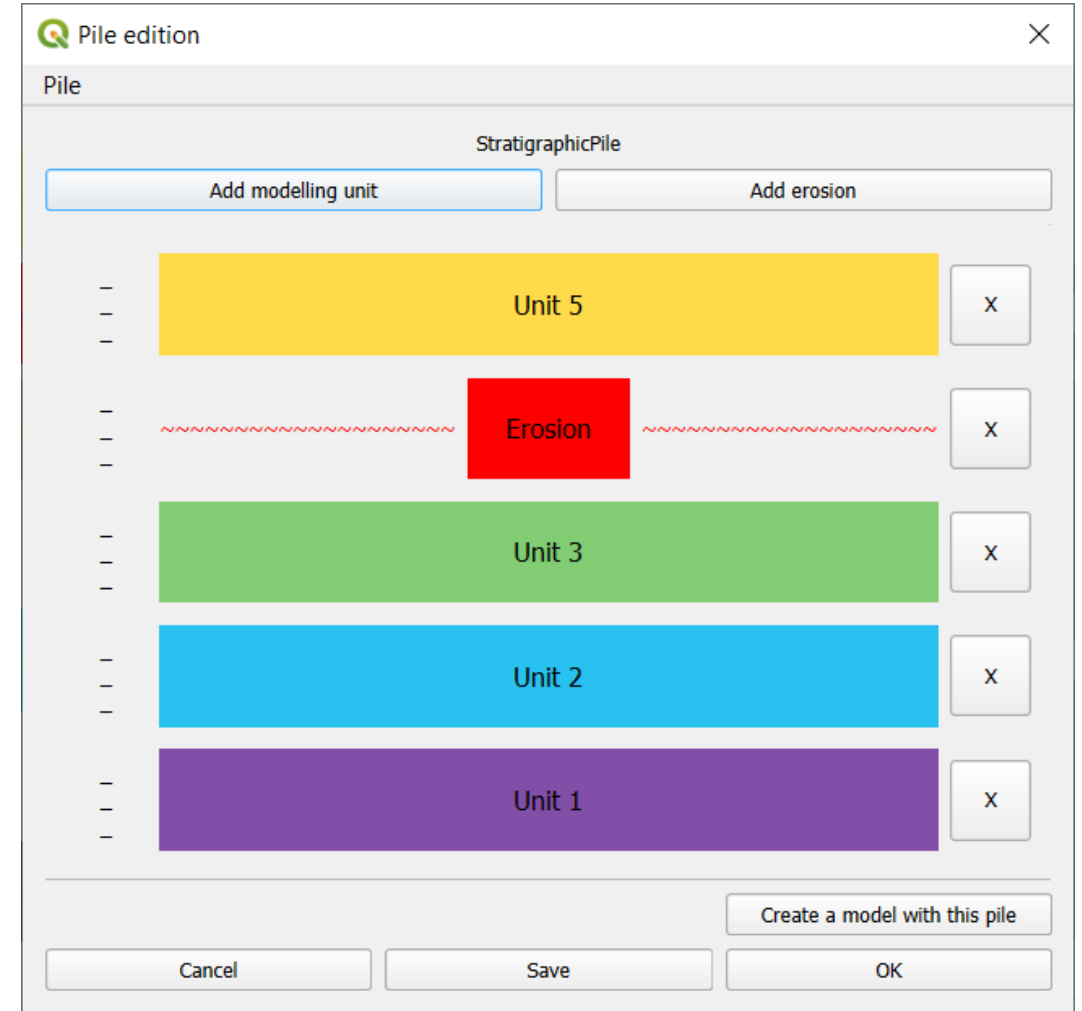 Pile edition
Pile
StratigraphicPile
Add modelling unit Add erosion
Unit 5 X
~~~~~~~~~~~~~~~~~~~~ Erosion ~~~~~~~~~~~~~~~~~~~~ X
Unit 3 X
Unit 2 X
Unit 1 X
Create a model with this pile
Cancel Save OK